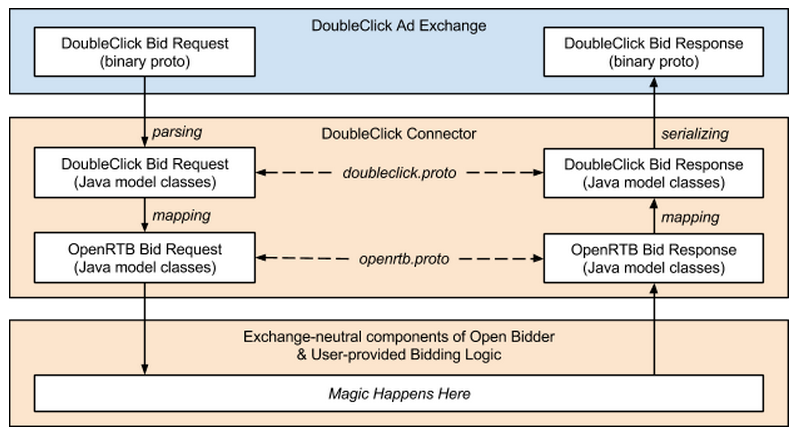 DoubleClick Ad Exchange
DoubleClick Bid Request
(binary proto)
DoubleClick Bid Response
(binary proto)
parsing
DoubleClick Connector
serializing
DoubleClick Bid Request
(Java model classes)
doubleclick.proto
DoubleClick Bid Response
(Java model classes)
mapping
mapping
OpenRTB Bid Request
(Java model classes)
openrtb.proto
OpenRTB Bid Response
(Java model classes)
Exchange-neutral components of Open Bidder
& User-provided Bidding Logic
Magic Happens Here